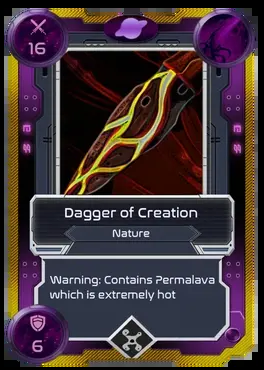 16
Dagger of Creation
Nature
Warning: Contains Permalava
which is extremely hot
6